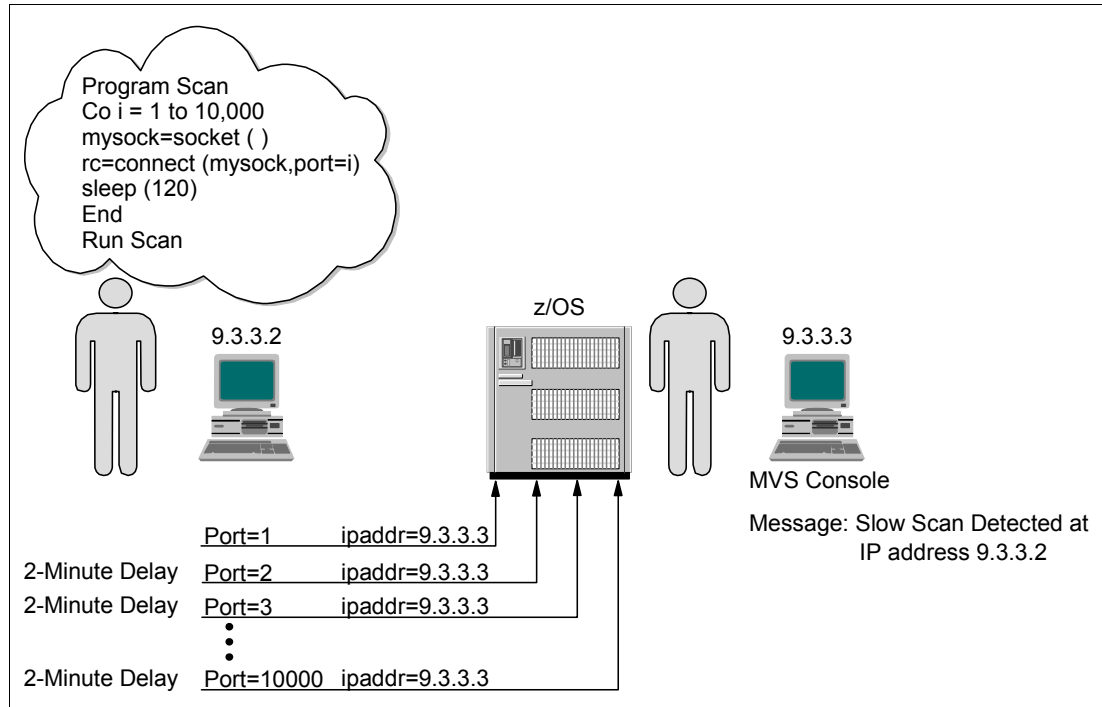 Program Scan
Co i = 1 to 10,000
mysock=socket ( )
rc=connect (mysock,port=i)
sleep (120)
End
Run Scan
9.3.3.2
z/OS
9.3.3.3
MVS Console
Message: Slow Scan Detected at
IP address 9.3.3.2
Port=1 ipaddr=9.3.3.3
2-Minute Delay Port=2 ipaddr=9.3.3.3
2-Minute Delay Port=3 ipaddr=9.3.3.3
2-Minute Delay Port=10000 ipaddr=9.3.3.3